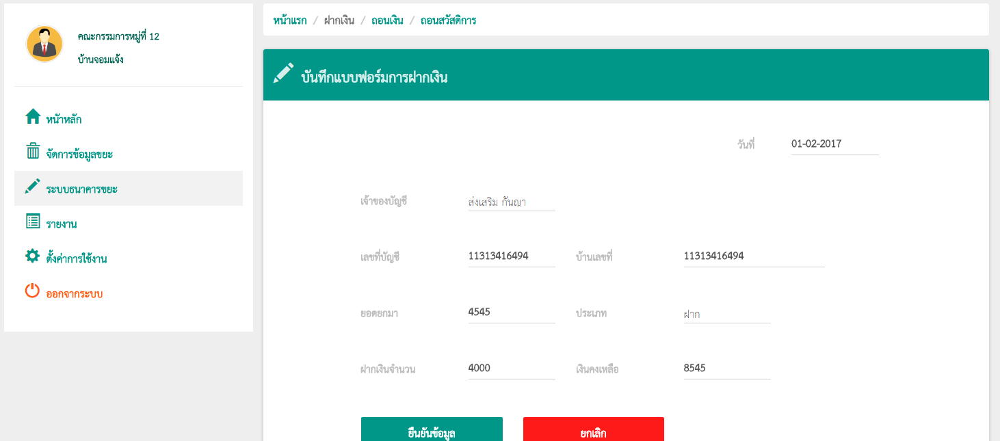 คณะกรรมการหมู่ที่ 12
บ้านจอมแจ้ง
หน้าหลัก
จัดการข้อมูลขยะ
ระบบธนาคารขยะ
รายงาน
ตั้งค่าการใช้งาน
ออกจากระบบ
หน้าแรก / ฝากเงิน / ถอนเงิน / ถอนสวัสดิการ
บันทึกแบบฟอร์มการฝากเงิน
วันที่ 01-02-2017
เจ้าของบัญชี ส่งเสริม กันญา
เลขที่บัญชี 11313416494 บ้านเลขที่ 11313416494
ยอดยกมา 4545 ประเภท ฝาก
ฝากเงินจำนวน 4000 เงินคงเหลือ 8545
ยืนยันข้อมูล ยกเลิก